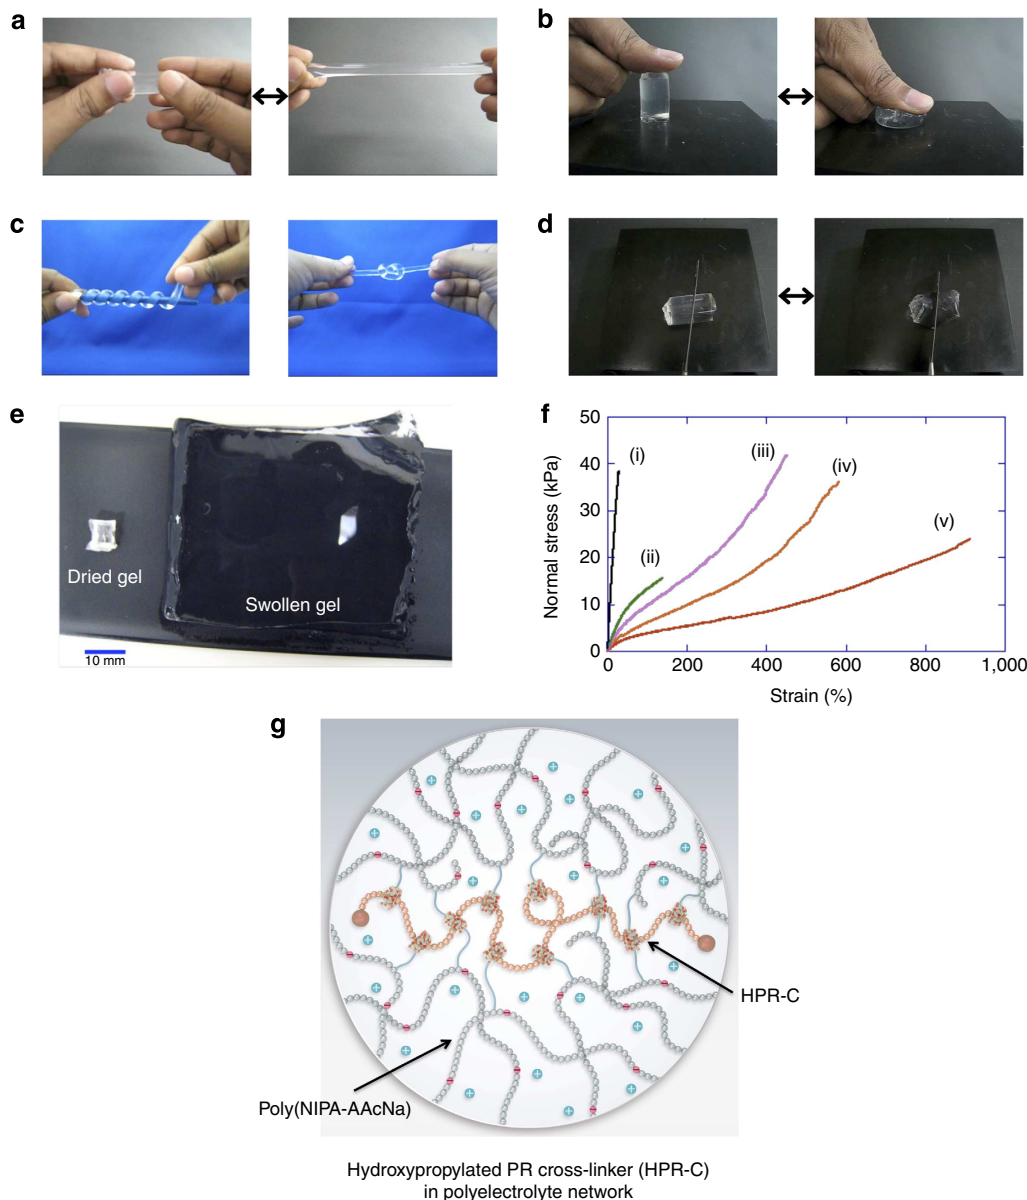 a
b
c
d
e
Dried gel
Swollen gel
10 mm
f
50
40
30
20
10
0
Normal stress (kPa)
(i)
(ii)
(iii)
(iv)
(v)
0
200
400
600
800
1,000
Strain (%)
g
HPR-C
Poly(NIPA-AAcNa)
Hydroxypropylated PR cross-linker (HPR-C)
in polyelectrolyte network